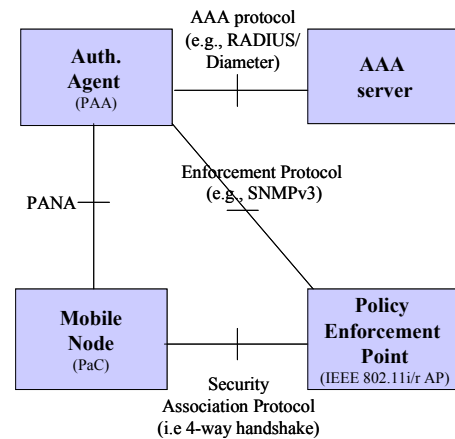 AAA protocol
(e.g., RADIUS/
Diameter)
Auth.
Agent
(PAA)
AAA
server
Enforcement Protocol
(e.g., SNMPv3)
PANA
Mobile
Node
(PaC)
Policy
Enforcement
Point
(IEEE 802.11i/r AP)
Security
Association Protocol
(i.e 4-way handshake)